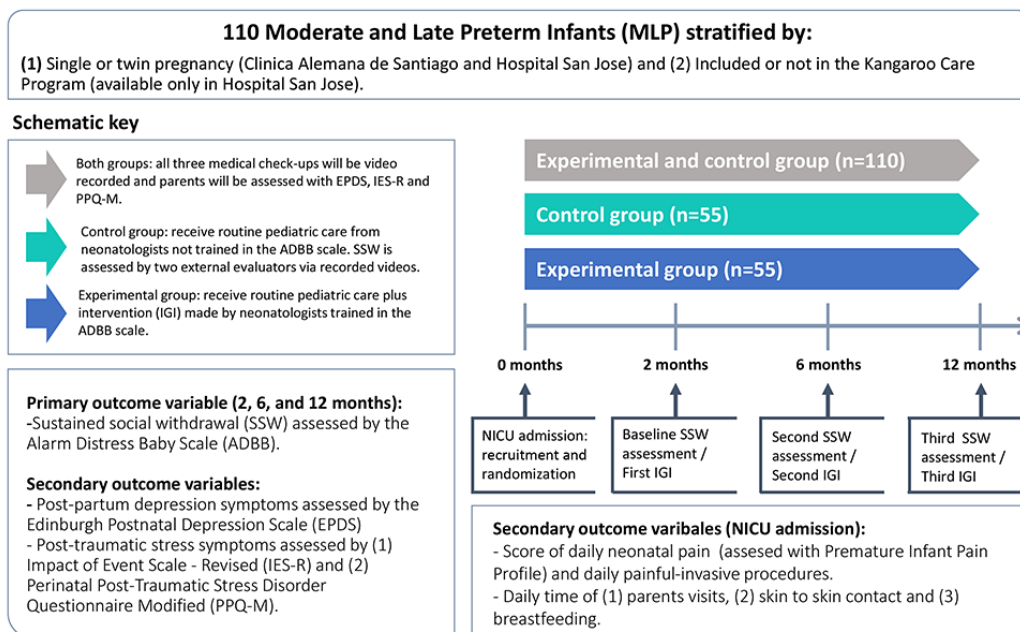 110 Moderate and Late Preterm Infants (MLP) stratified by:
(1) Single or twin pregnancy (Clinica Alemana de Santiago and Hospital San Jose) and (2) Included or not in the Kangaroo Care
Program (available only in Hospital San Jose).
Schematic key
Both groups: all three medical check-ups will be video
recorded and parents will be assessed with EPDS, IES-R and
PPQ-M.
Control group: receive routine pediatric care from
neonatologists not trained in the ADBB scale. SSW is
assessed by two external evaluators via recorded videos.
Experimental group: receive routine pediatric care plus
intervention (IGI) made by neonatologists trained in the
ADBB scale.
Experimental and control group (n=110)
Control group (n=55)
Experimental group (n=55)
0 months
2 months
6 months
12 months
NICU admission:
recruitment and
randomization
Baseline SSW
assessment /
First IGI
Second SSW
assessment /
Second IGI
Third SSW
assessment /
Third IGI
Primary outcome variable (2, 6, and 12 months):
-Sustained social withdrawal (SSW) assessed by the
Alarm Distress Baby Scale (ADBB).
Secondary outcome variables:
- Post-partum depression symptoms assessed by the
Edinburgh Postnatal Depression Scale (EPDS)
- Post-traumatic stress symptoms assessed by (1)
Impact of Event Scale - Revised (IES-R) and (2)
Perinatal Post-Traumatic Stress Disorder
Questionnaire Modified (PPQ-M).
Secondary outcome varibales (NICU admission):
- Score of daily neonatal pain (assesed with Premature Infant Pain
Profile) and daily painful-invasive procedures.
- Daily time of (1) parents visits, (2) skin to skin contact and (3)
breastfeeding.